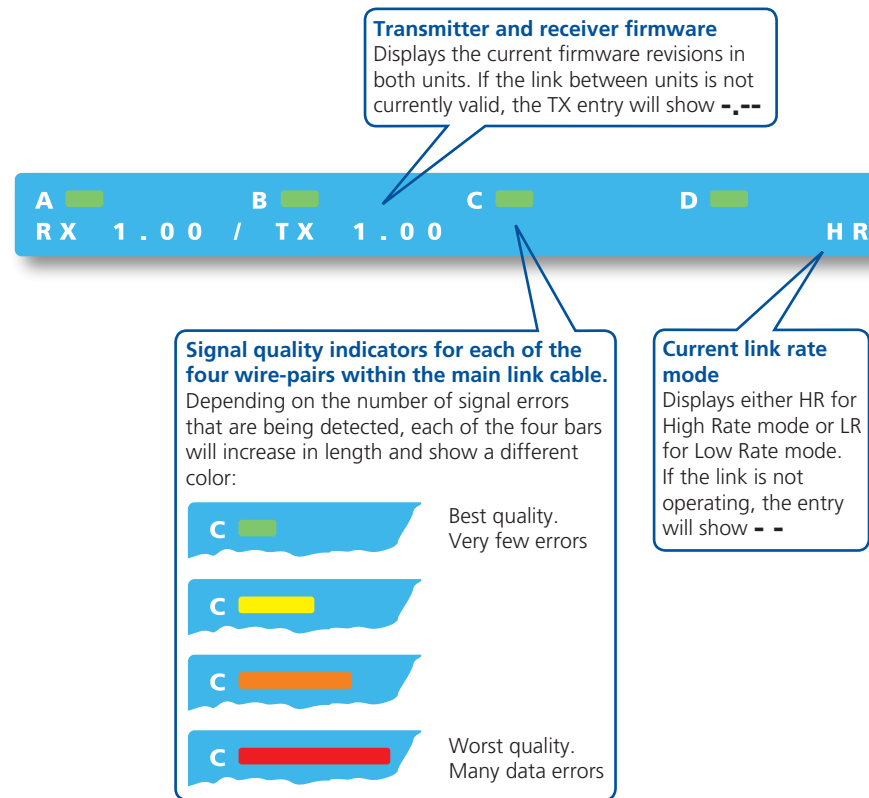 Transmitter and receiver firmware
Displays the current firmware revisions in
both units. If the link between units is not
currently valid, the TX entry will show -.--
A B C D
RX 1.00 / TX 1.00 HR
Signal quality indicators for each of the
four wire-pairs within the main link cable.
Depending on the number of signal errors
that are being detected, each of the four bars
will increase in length and show a different
color:
C
Best quality.
Very few errors
C
C
C
Worst quality.
Many data errors
Current link rate
mode
Displays either HR for
High Rate mode or LR
for Low Rate mode.
If the link is not
operating, the entry
will show - -